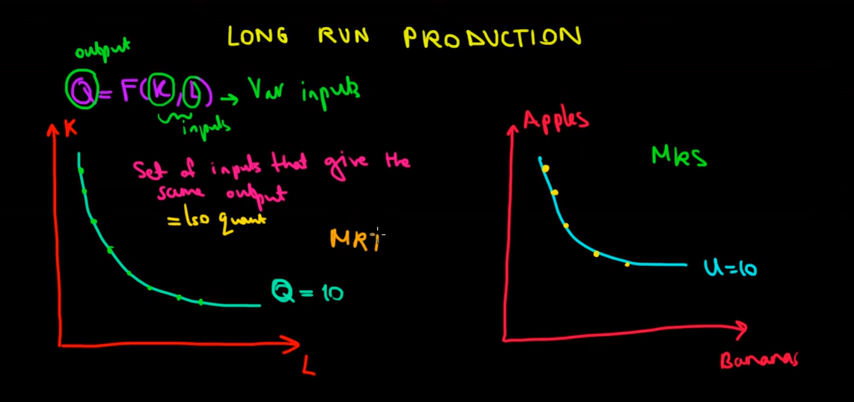 LONG RUN PRODUCTION
output
Q = F(K, L) → Var inputs
inputs
K
Set of inputs that give the
same output
= Iso quant
MRT
Q = 10
L
Apples
MRS
U = 10
Bananas